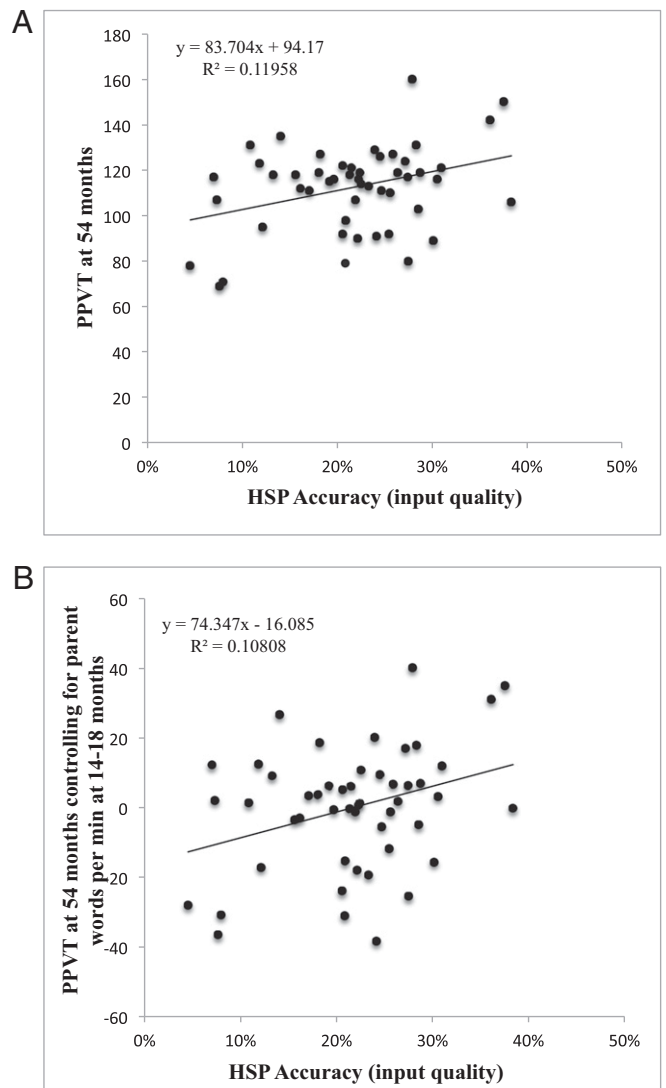 A
y = 83.704x + 94.17
R² = 0.11958
180
160
140
120
100
80
60
40
20
0
PPVT at 54 months
0% 10% 20% 30% 40% 50%
HSP Accuracy (input quality)
B
y = 74.347x - 16.085
R² = 0.10808
60
40
20
0
-20
-40
-60
PPVT at 54 months controlling for parent
words per min at 14-18 months
0% 10% 20% 30% 40% 50%
HSP Accuracy (input quality)